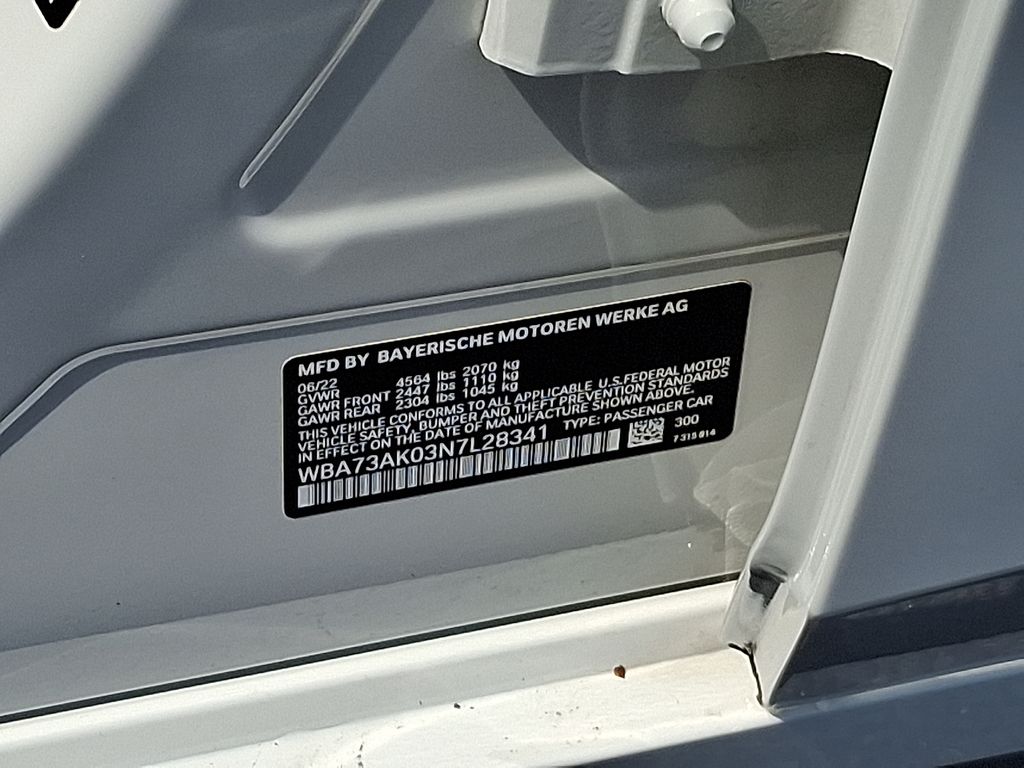 MFD BY BAYERISCHE MOTOREN WERKE AG
06/22
GVWR 4564 lbs 2070 kg
GAWR FRONT 2447 lbs 1110 kg
GAWR REAR 2304 lbs 1045 kg
THIS VEHICLE CONFORMS TO ALL APPLICABLE U.S.FEDERAL MOTOR
VEHICLE SAFETY, BUMPER AND THEFT PREVENTION STANDARDS
IN EFFECT ON THE DATE OF MANUFACTURE SHOWN ABOVE.
WBA73AK03N7L28341 TYPE: PASSENGER CAR
300
7 315 014